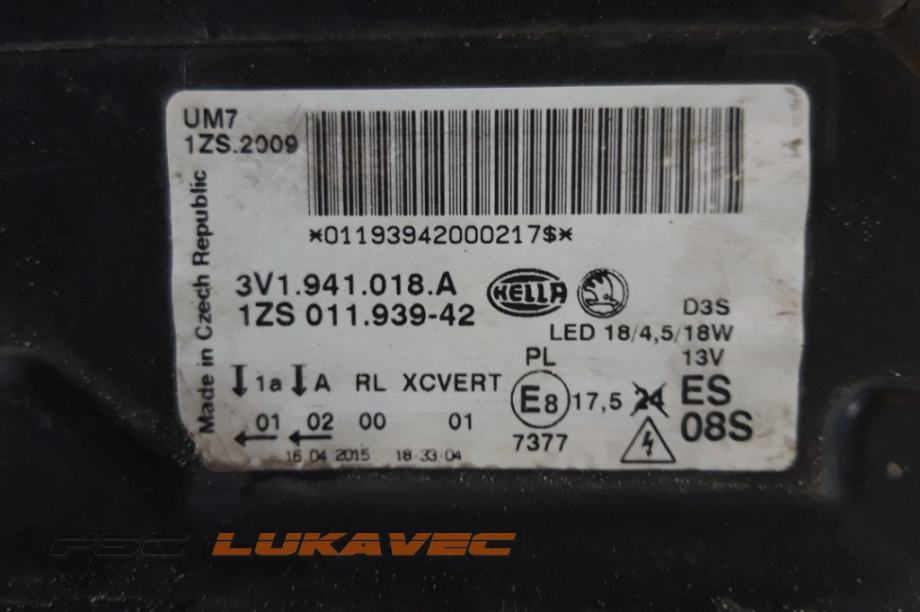 UM7
1ZS.2009
Made in Czech Republic
*01193942000217$*
3V1.941.018.A
1ZS 011.939-42
HELLA
D3S
LED 18/4,5/18W
PL 13V
1a A RL XCVERT
E8 17,5 24 ES
01 02 00 01
7377 08S
16 04 2015 18:33:04
PSC LUKAVEC